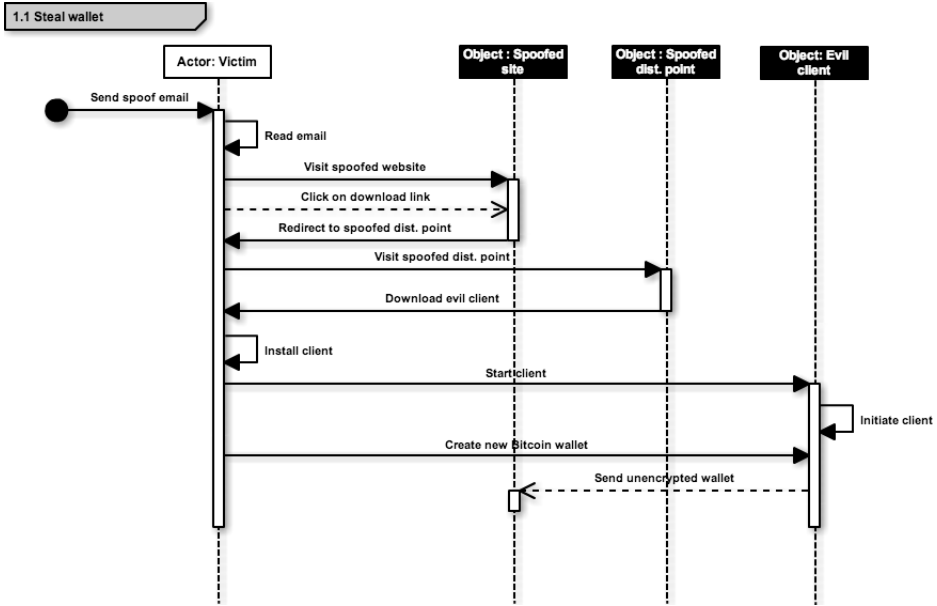 1.1 Steal wallet
Actor: Victim
Object : Spoofed
site
Object : Spoofed
dist. point
Object: Evil
client
Send spoof email
Read email
Visit spoofed website
Click on download link
Redirect to spoofed dist. point
Visit spoofed dist. point
Download evil client
Install client
Start client
Initiate client
Create new Bitcoin wallet
Send unencrypted wallet